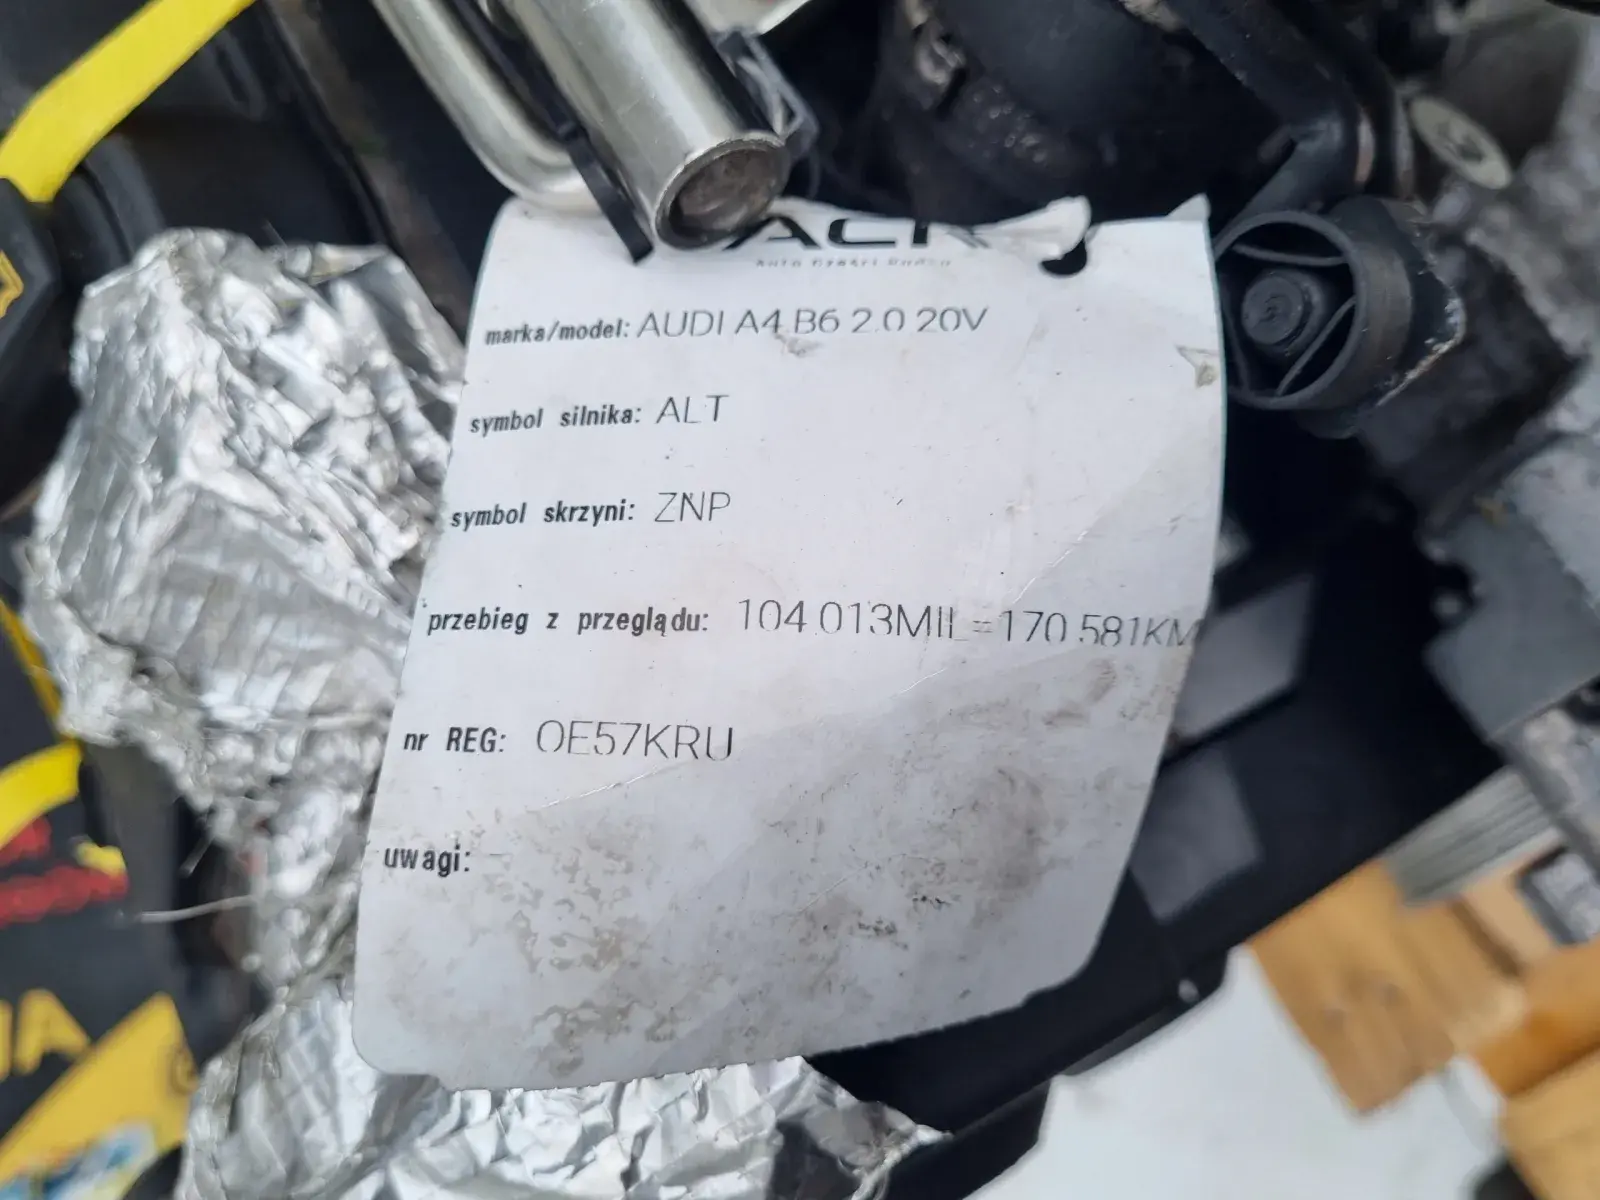 marka/model: AUDI A4 B6 2.0 20V
symbol silnika: ALT
symbol skrzyni: ZNP
przebieg z przeglądu: 104 013MIL=170 581KM
nr REG: OE57KRU
uwagi: